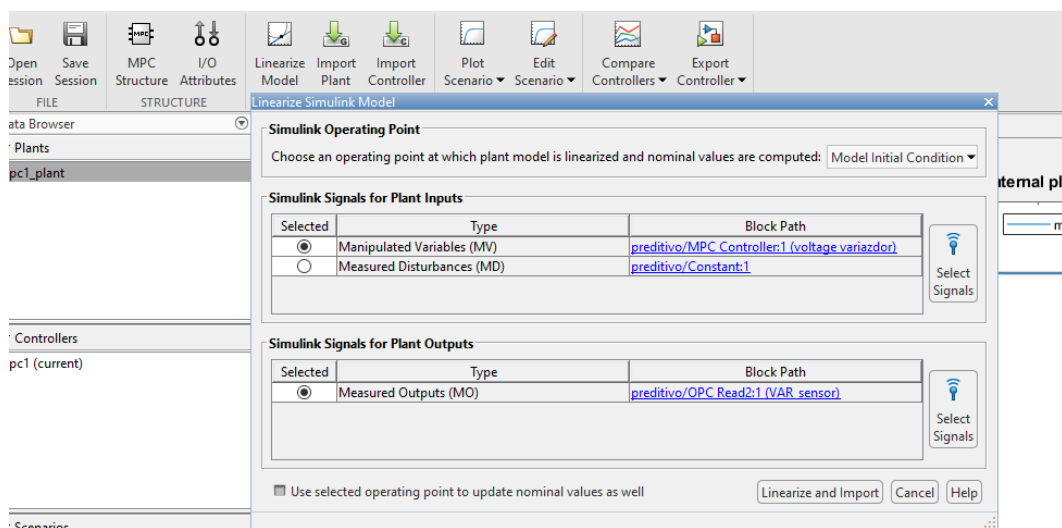 Open Save MPC I/O Linearize Import Import Plot Edit Compare Export
ession Session Structure Attributes Model Plant Controller Scenario Scenario Controllers Controller
FILE STRUCTURE
Linearize Simulink Model
ata Browser
Plants
pc1_plant
Controllers
pc1 (current)
Scenarios
Simulink Operating Point
Choose an operating point at which plant model is linearized and nominal values are computed: Model Initial Condition
Simulink Signals for Plant Inputs
Selected Type Block Path
Manipulated Variables (MV) preditivo/MPC Controller:1 (voltage variazdor)
Measured Disturbances (MD) preditivo/Constant:1
Select
Signals
Simulink Signals for Plant Outputs
Selected Type Block Path
Measured Outputs (MO) preditivo/OPC Read2:1 (VAR sensor)
Select
Signals
Use selected operating point to update nominal values as well
Linearize and Import Cancel Help
ternal pl
m